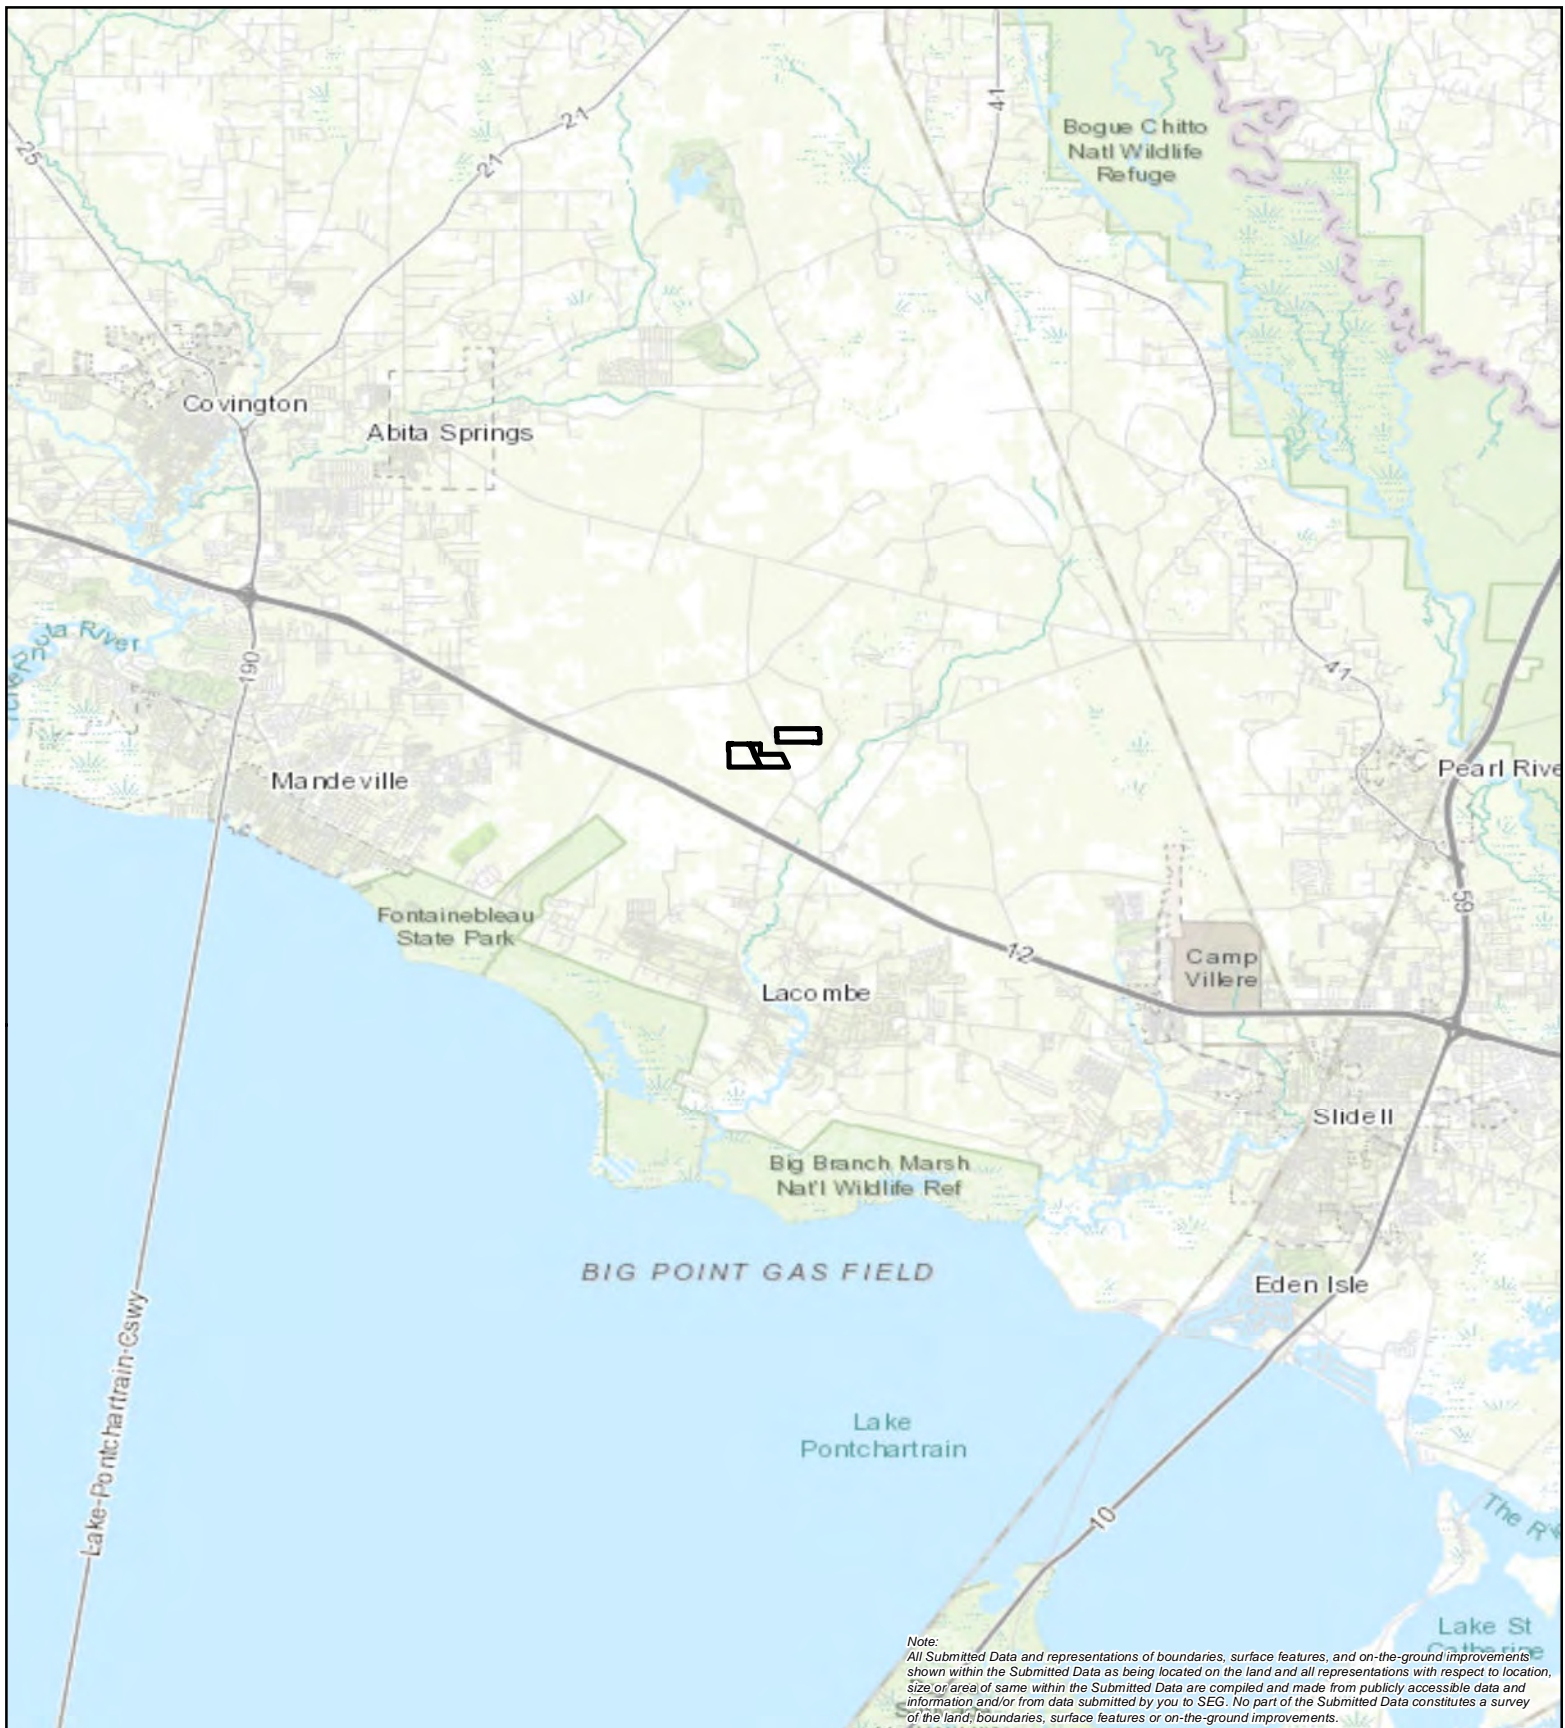 41
21
Bogue Chitto
Natl Wildlife
Refuge
25
21
Covington
Abita Springs
190
41
Mandeville
Pearl Rive
59
Fontainebleau
State Park
12
Camp
Villere
Lacombe
Slidell
Big Branch Marsh
Nat'l Wildlife Ref
BIG POINT GAS FIELD
Eden Isle
Lake-Pontchartrain-Cswy
Lake
Pontchartrain
10
The
Lake St
Catherine
Note:
All Submitted Data and representations of boundaries, surface features, and on-the-ground improvements
shown within the Submitted Data as being located on the land and all representations with respect to location,
size or area of same within the Submitted Data are compiled and made from publicly accessible data and
information and/or from data submitted by you to SEG. No part of the Submitted Data constitutes a survey
of the land, boundaries, surface features or on-the-ground improvements.
River